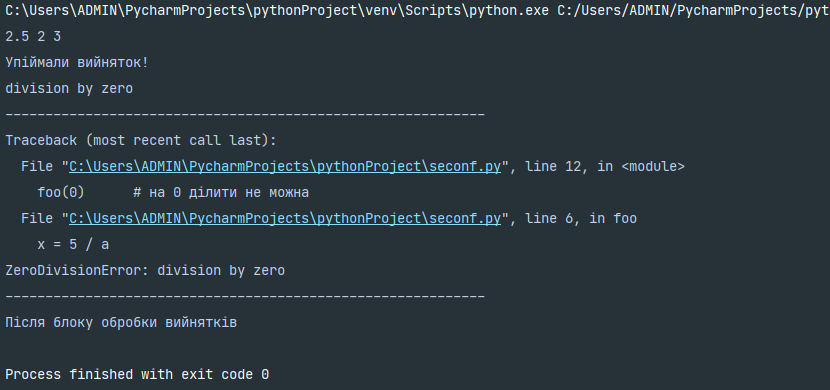 C:\Users\ADMIN\PycharmProjects\pythonProject\venv\Scripts\python.exe C:/Users/ADMIN/PycharmProjects/pyt
2.5 2 3
Упіймали вийняток!
division by zero
------------------------------------------------------------
Traceback (most recent call last):
  File "C:\Users\ADMIN\PycharmProjects\pythonProject\seconf.py", line 12, in <module>
    foo(0)      # на 0 ділити не можна
  File "C:\Users\ADMIN\PycharmProjects\pythonProject\seconf.py", line 6, in foo
    x = 5 / a
ZeroDivisionError: division by zero
------------------------------------------------------------
Після блоку обробки вийнятків
Process finished with exit code 0